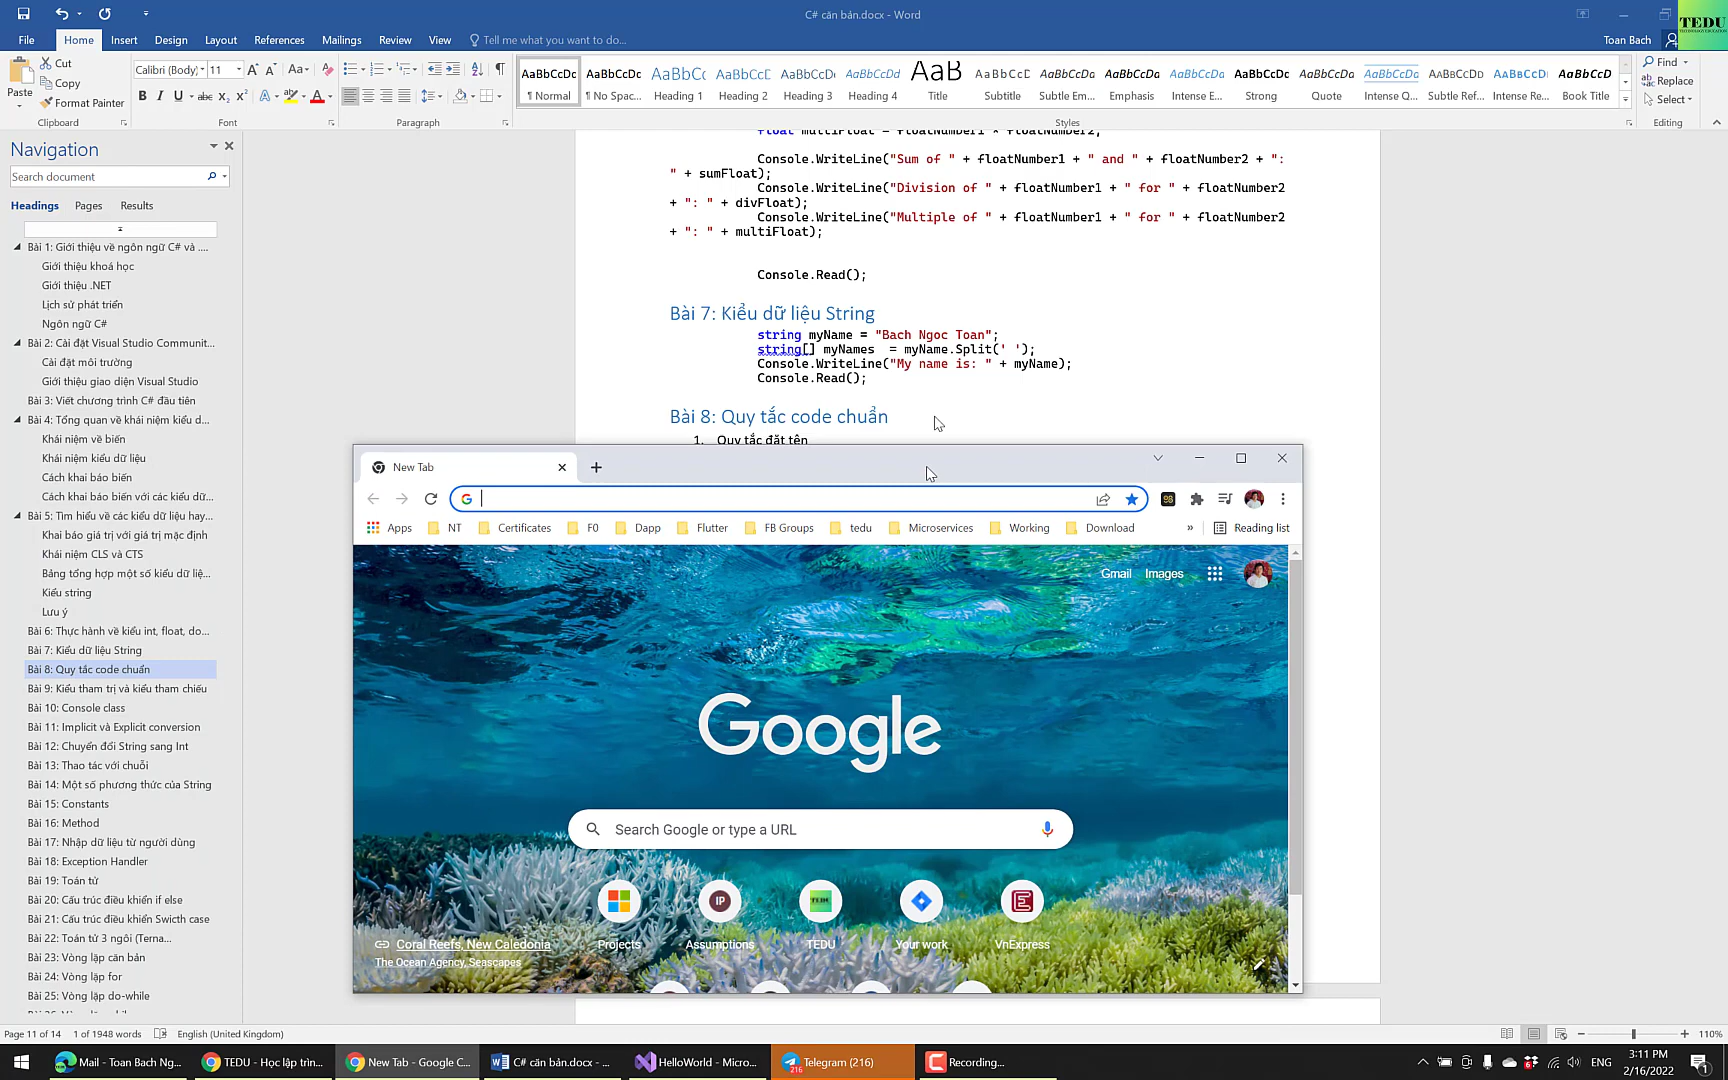 C# căn bản.docx - Word
TEDU
File Home Insert Design Layout References Mailings Review View Tell me what you want to do... Toan Bach
Paste Cut Copy Format Painter
Calibri (Body) 11
AaBbCcDc AaBbCcDc AaBbCc AaBbCcDd AaBbCcDd AaBbCcDd AaB AaBbCcD AaBbCcDa AaBbCcDa AaBbCcDa AaBbCcDc AaBbCcDa AaBbCcDa AaBbCcDd AaBbCcDd AaBbCcD
¶ Normal ¶ No Spac... Heading 1 Heading 2 Heading 3 Heading 4 Title Subtitle Subtle Em... Emphasis Intense E... Strong Quote Intense Q... Subtle Ref... Intense Re... Book Title
Find Replace Select
Clipboard Font Paragraph Styles Editing
Navigation
Search document
Headings Pages Results
Bài 1: Giới thiệu về ngôn ngữ C# và ....
Giới thiệu khoá học
Giới thiệu .NET
Lịch sử phát triển
Ngôn ngữ C#
Bài 2: Cài đặt Visual Studio Communit...
Cài đặt môi trường
Giới thiệu giao diện Visual Studio
Bài 3: Viết chương trình C# đầu tiên
Bài 4: Tổng quan về khái niệm kiểu d...
Khái niệm về biến
Khái niệm kiểu dữ liệu
Cách khai báo biến
Cách khai báo biến với các kiểu dữ...
Bài 5: Tìm hiểu về các kiểu dữ liệu hay...
Khai báo giá trị với giá trị mặc định
Khái niệm CLS và CTS
Bảng tổng hợp một số kiểu dữ liệ...
Kiểu string
Lưu ý
Bài 6: Thực hành về kiểu int, float, do...
Bài 7: Kiểu dữ liệu String
Bài 8: Quy tắc code chuẩn
Bài 9: Kiểu tham trị và kiểu tham chiếu
Bài 10: Console class
Bài 11: Implicit và Explicit conversion
Bài 12: Chuyển đổi String sang Int
Bài 13: Thao tác với chuỗi
Bài 14: Một số phương thức của String
Bài 15: Constants
Bài 16: Method
Bài 17: Nhập dữ liệu từ người dùng
Bài 18: Exception Handler
Bài 19: Toán tử
Bài 20: Cấu trúc điều khiển if else
Bài 21: Cấu trúc điều khiển Swicth case
Bài 22: Toán tử 3 ngôi (Terna...
Bài 23: Vòng lặp căn bản
Bài 24: Vòng lặp for
Bài 25: Vòng lặp do-while
float multiFloat = floatNumber1 * floatNumber2;
Console.WriteLine("Sum of " + floatNumber1 + " and " + floatNumber2 + ":
" + sumFloat);
Console.WriteLine("Division of " + floatNumber1 + " for " + floatNumber2
+ ": " + divFloat);
Console.WriteLine("Multiple of " + floatNumber1 + " for " + floatNumber2
+ ": " + multiFloat);
Console.Read();
Bài 7: Kiểu dữ liệu String
string myName = "Bach Ngoc Toan";
string[] myNames = myName.Split(' ');
Console.WriteLine("My name is: " + myName);
Console.Read();
Bài 8: Quy tắc code chuẩn
1. Quy tắc đặt tên
New Tab
Apps NT Certificates F0 Dapp Flutter FB Groups tedu Microservices Working Download » Reading list
Gmail Images
Google
Search Google or type a URL
IP TEDU E
Projects Assumptions TEDU Your work VnExpress
Coral Reefs, New Caledonia
The Ocean Agency, Seascapes
Page 11 of 14 1 of 1948 words English (United Kingdom) 110%
Mail - Toan Bach Ng... TEDU - Học lập trìn... New Tab - Google C... C# căn bản.docx - ... HelloWorld - Micro... Telegram (216) Recording... ENG 3:11 PM
2/16/2022